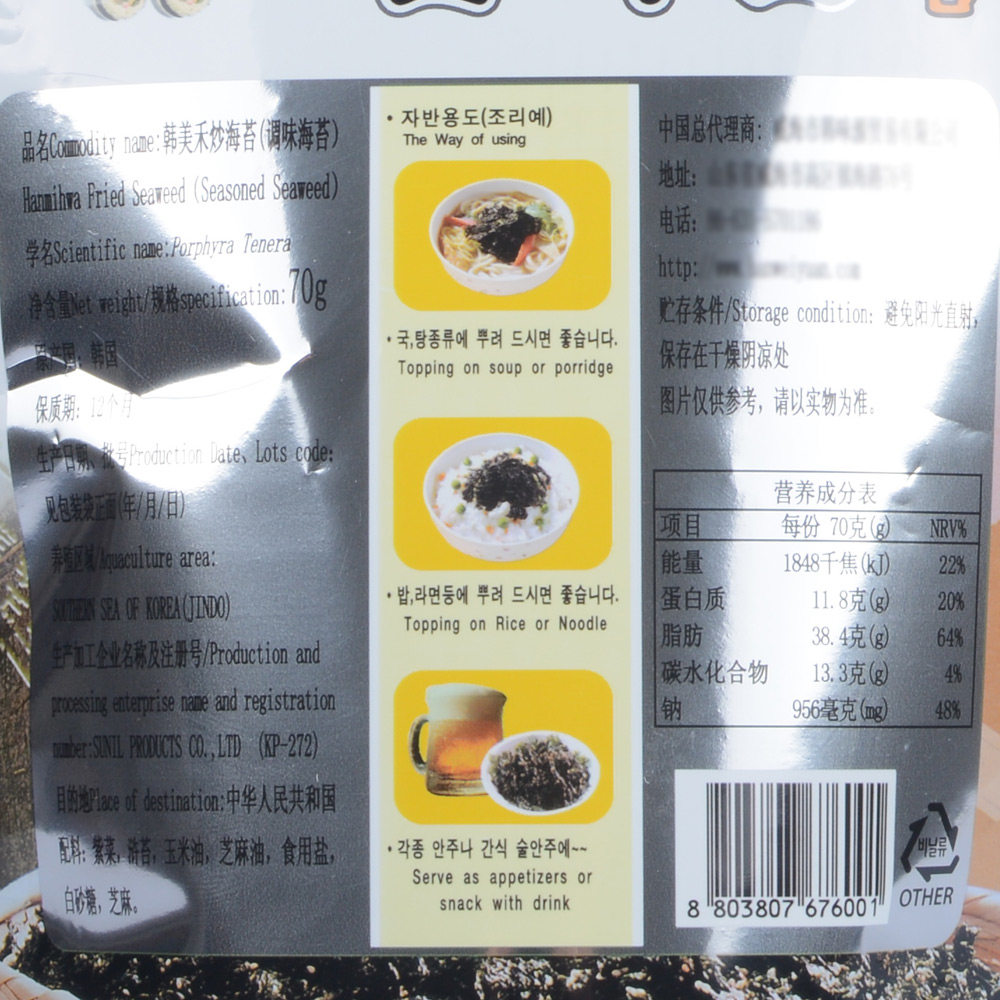 品名Commodity name:韩美禾炒海苔(调味海苔)
Hanmihwa Fried Seaweed (Seasoned Seaweed)
学名Scientific name:Porphyra Tenera
净含量Net weight/规格specification:70g
原产国: 韩国
保质期: 12个月
生产日期、批号Production Date、Lots code:
见包装袋正面(年/月/日)
养殖区域/Aquaculture area:
SOUTHERN SEA OF KOREA(JINDO)
生产加工企业名称及注册号/Production and
processing enterprise name and registration
number:SUNIL PRODUCTS CO.,LTD (KP-272)
目的地Place of destination:中华人民共和国
配料: 紫菜, 浒苔, 玉米油, 芝麻油, 食用盐,
白砂糖, 芝麻。
• 자반용도(조리예)
The Way of using
• 국,탕종류에 뿌려 드시면 좋습니다.
Topping on soup or porridge
• 밥,라면등에 뿌려 드시면 좋습니다.
Topping on Rice or Noodle
• 각종 안주나 간식 술안주에~~
Serve as appetizers or
snack with drink
中国总代理商:
地址:
电话:
http:
贮存条件/Storage condition: 避免阳光直射,
保存在干燥阴凉处
图片仅供参考, 请以实物为准。
营养成分表
项目 每份 70克(g) NRV%
能量 1848千焦(kJ) 22%
蛋白质 11.8克(g) 20%
脂肪 38.4克(g) 64%
碳水化合物 13.3克(g) 4%
钠 956毫克(mg) 48%
8 803807 676001
비닐류
OTHER